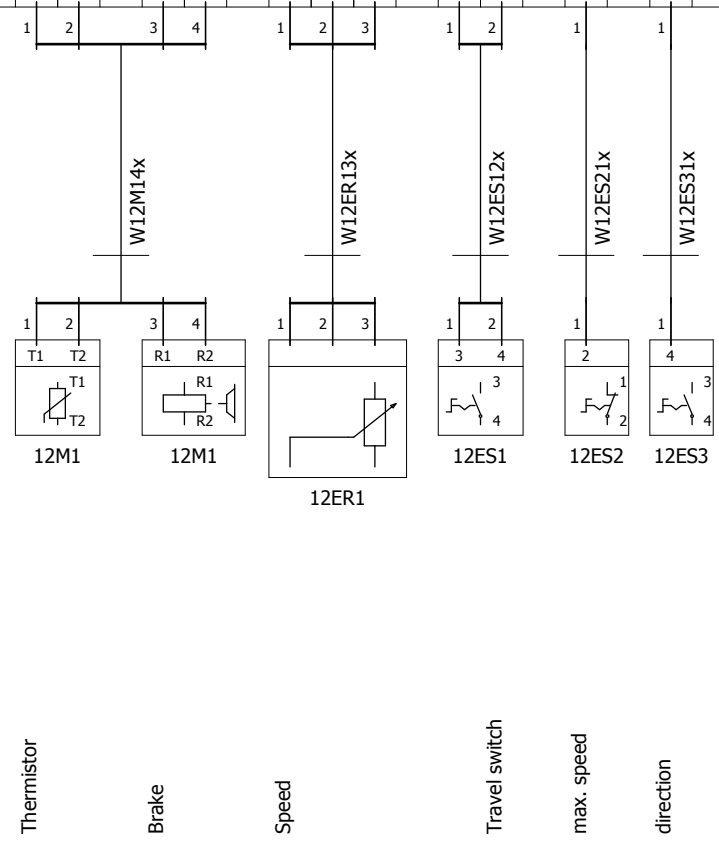 1 2 3 4 1 2 3 1 2 1 1
W12M14x
W12ER13x
W12ES12x
W12ES21x
W12ES31x
1 2 3 4 1 2 3 1 2 1 1
T1 T2 R1 R2 3 4 2 4
T1 R1 3 1 3
T2 R2 4 2 4
12M1 12M1 12ES1 12ES2 12ES3
12ER1
Thermistor
Brake
Speed
Travel switch
max. speed
direction